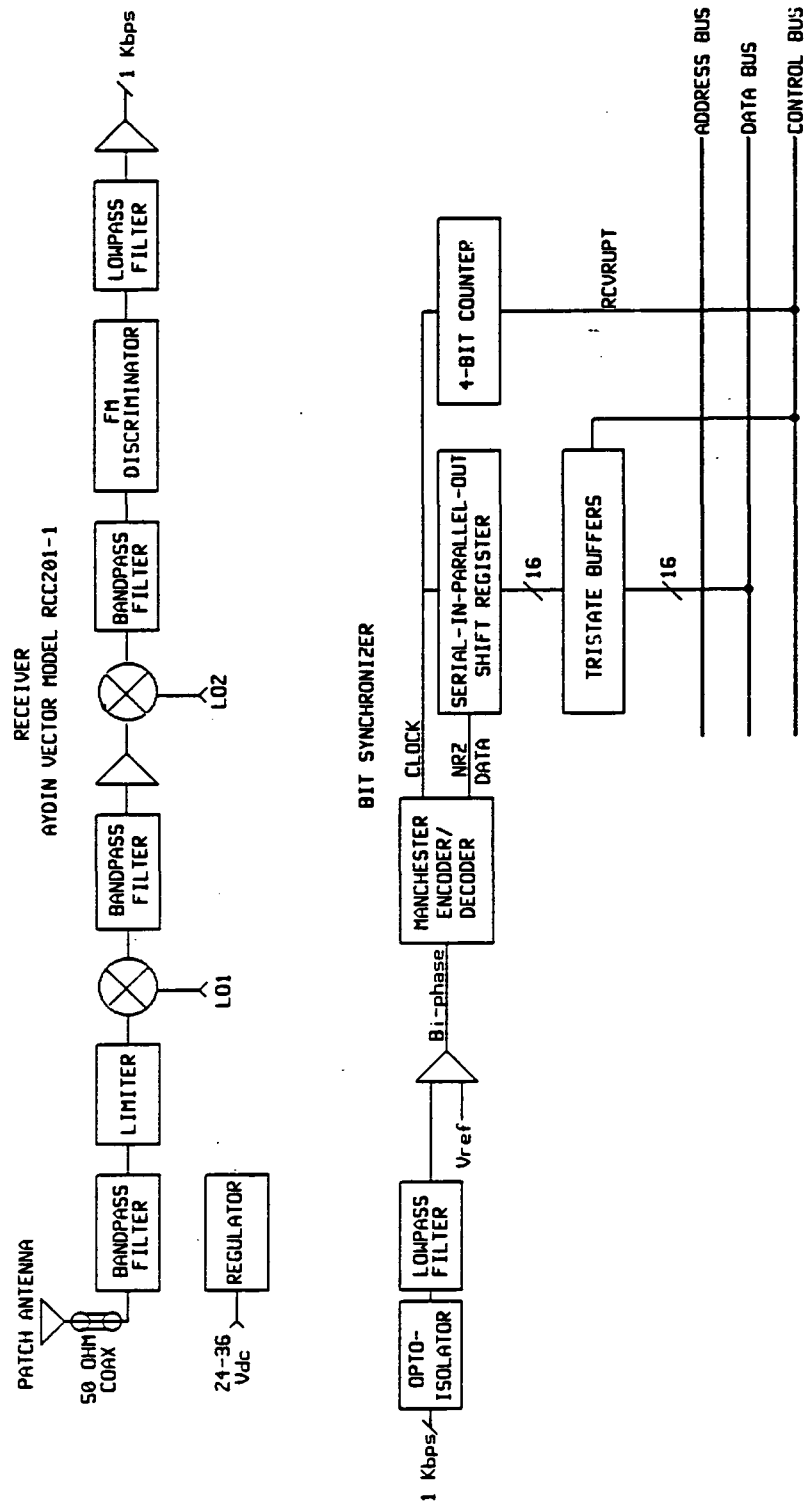 RECEIVER
AYDIN VECTOR MODEL RCC201-1
PATCH ANTENNA
50 OHM
COAX
BANDPASS
FILTER
LIMITER
LO1
BANDPASS
FILTER
LO2
BANDPASS
FILTER
FM
DISCRIMINATOR
LOWPASS
FILTER
1 Kbps
24-36
Vdc
REGULATOR
BIT SYNCHRONIZER
1 Kbps
OPTO-
ISOLATOR
LOWPASS
FILTER
Vref
Bi-phase
MANCHESTER
ENCODER/
DECODER
CLOCK
NRZ
DATA
SERIAL-IN-PARALLEL-OUT
SHIFT REGISTER
4-BIT COUNTER
16
RCVRUPT
TRISTATE BUFFERS
16
ADDRESS BUS
DATA BUS
CONTROL BUS